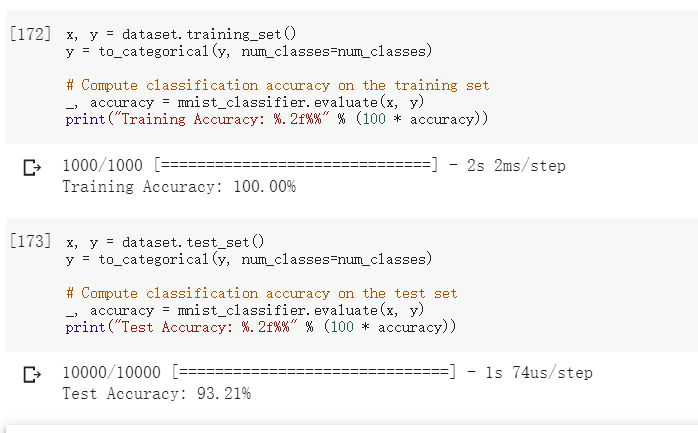 [172] x, y = dataset.training_set()
y = to_categorical(y, num_classes=num_classes)
# Compute classification accuracy on the training set
_, accuracy = mnist_classifier.evaluate(x, y)
print("Training Accuracy: %.2f%%" % (100 * accuracy))
1000/1000 [==============================] - 2s 2ms/step
Training Accuracy: 100.00%
[173] x, y = dataset.test_set()
y = to_categorical(y, num_classes=num_classes)
# Compute classification accuracy on the test set
_, accuracy = mnist_classifier.evaluate(x, y)
print("Test Accuracy: %.2f%%" % (100 * accuracy))
10000/10000 [==============================] - 1s 74us/step
Test Accuracy: 93.21%